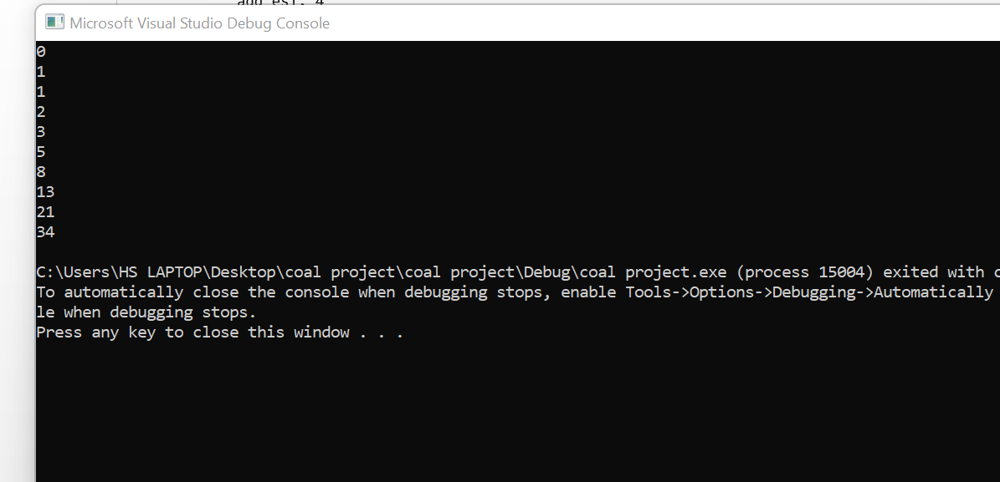 add esi, 4
Microsoft Visual Studio Debug Console
0
1
1
2
3
5
8
13
21
34
C:\Users\HS LAPTOP\Desktop\coal project\coal project\Debug\coal project.exe (process 15004) exited with
To automatically close the console when debugging stops, enable Tools->Options->Debugging->Automatically
le when debugging stops.
Press any key to close this window . . .